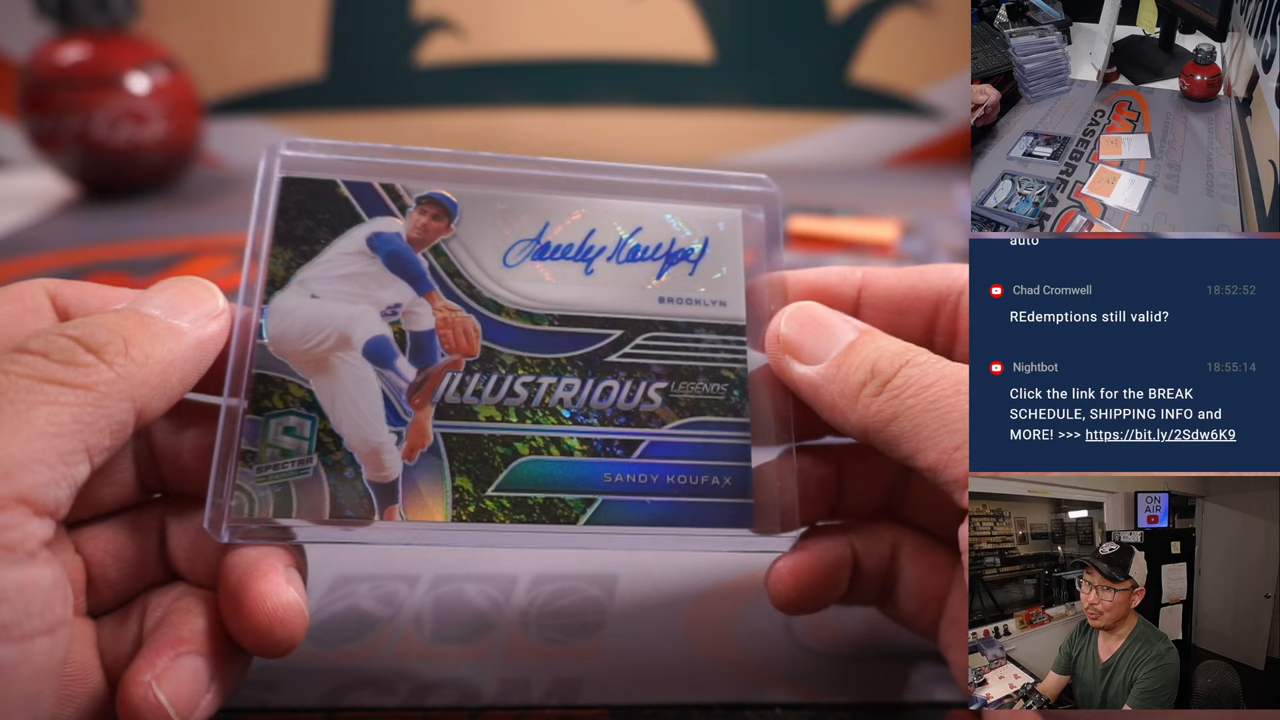 Sandy Koufax
BROOKLYN
ILLUSTRIOUS LEGENDS
SPECTRA
SANDY KOUFAX
CASEBREAK
auto
Chad Cromwell 18:52:52
REdemptions still valid?
Nightbot 18:55:14
Click the link for the BREAK
SCHEDULE, SHIPPING INFO and
MORE! >>> https://bit.ly/2Sdw6K9
ON
AIR